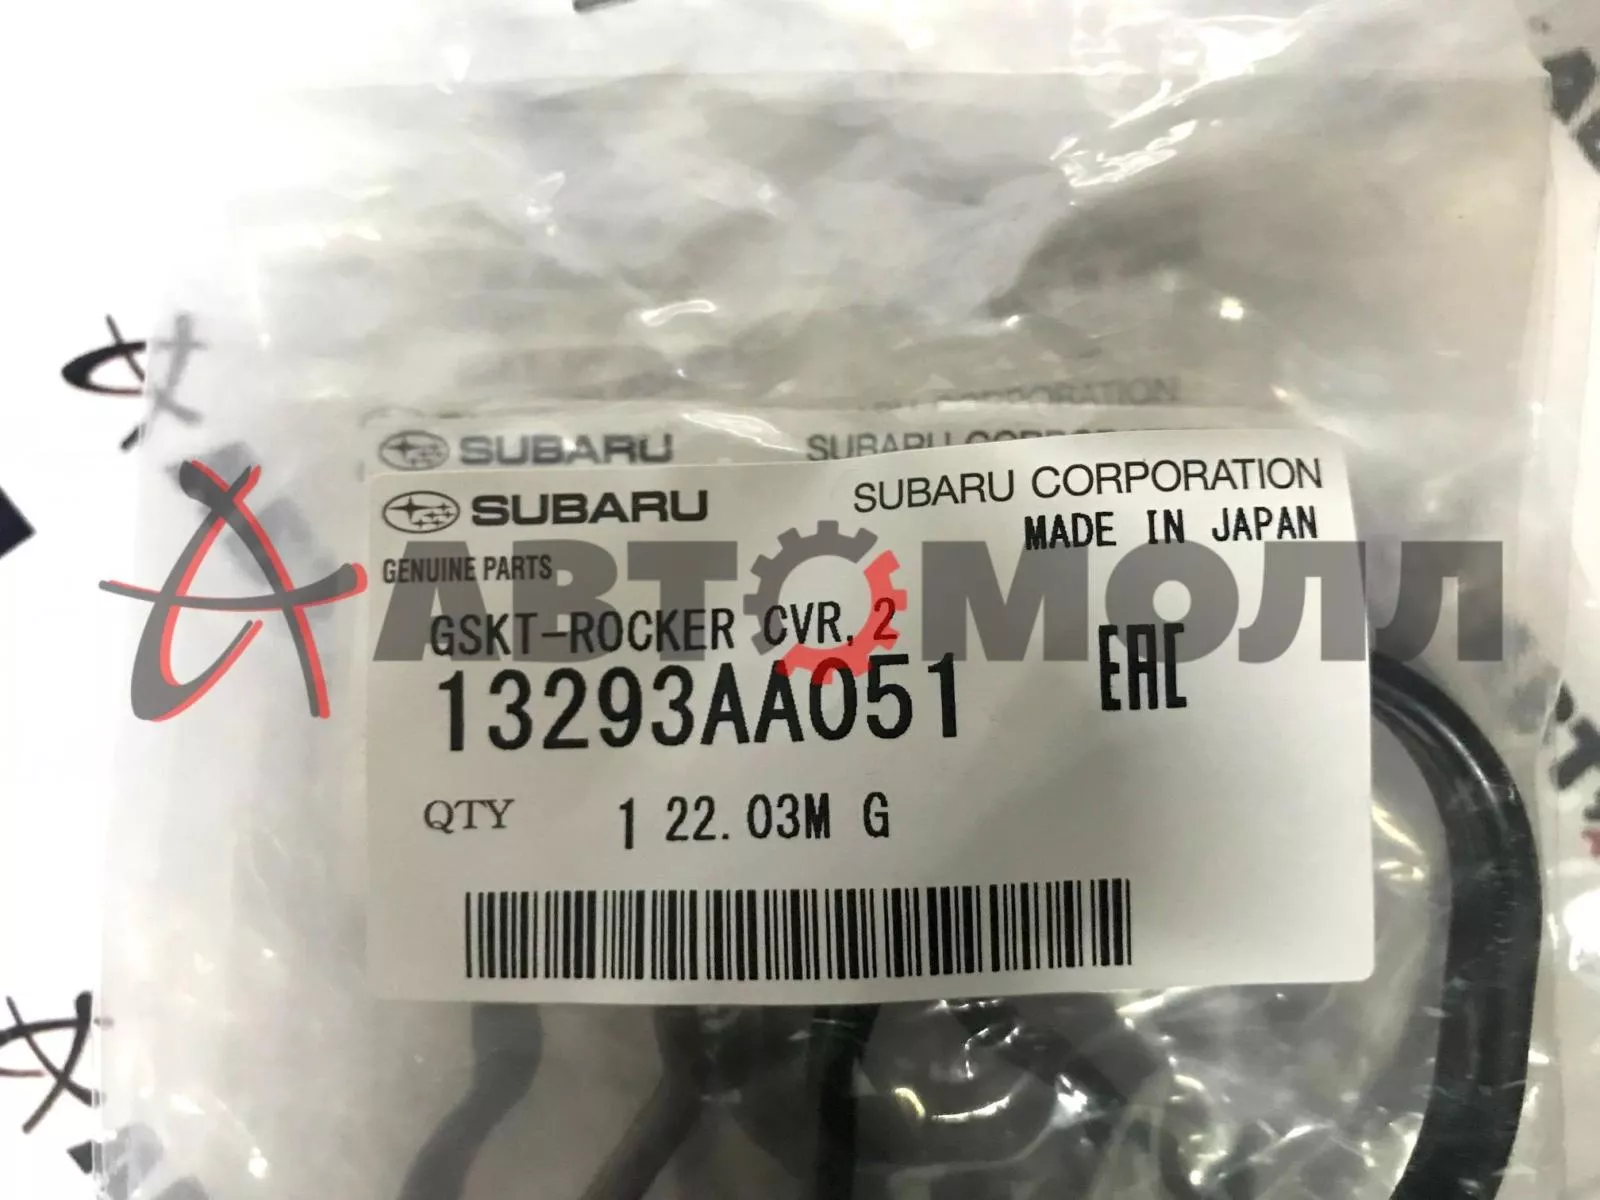 SUBARU
SUBARU CORPORATION
SUBARU SUBARU CORPORATION
MADE IN JAPAN
GENUINE PARTS
АВТОМОЛЛ
GSKT-ROCKER CVR, 2
13293AA051
EAC
QTY 1 22.03M G